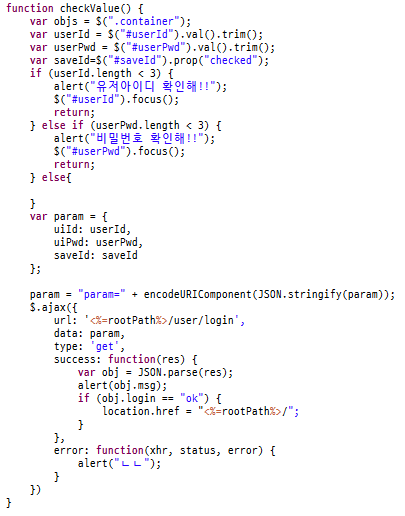 function checkValue() {
    var objs = $(".container");
    var userId = $("#userId").val().trim();
    var userPwd = $("#userPwd").val().trim();
    var saveId=$("#saveId").prop("checked");
    if (userId.length < 3) {
        alert("유저아이디 확인해!!");
        $("#userId").focus();
        return;
    } else if (userPwd.length < 3) {
        alert("비밀번호 확인해!!");
        $("#userPwd").focus();
        return;
    } else{

    }
    var param = {
        uiId: userId,
        uiPwd: userPwd,
        saveId: saveId
    };

    param = "param=" + encodeURIComponent(JSON.stringify(param));
    $.ajax({
        url: '<%=rootPath%>/user/login',
        data: param,
        type: 'get',
        success: function(res) {
            var obj = JSON.parse(res);
            alert(obj.msg);
            if (obj.login == "ok") {
                location.href = "<%=rootPath%>/";
            }
        },
        error: function(xhr, status, error) {
            alert("ㄴㄴ");
        }
    })
}